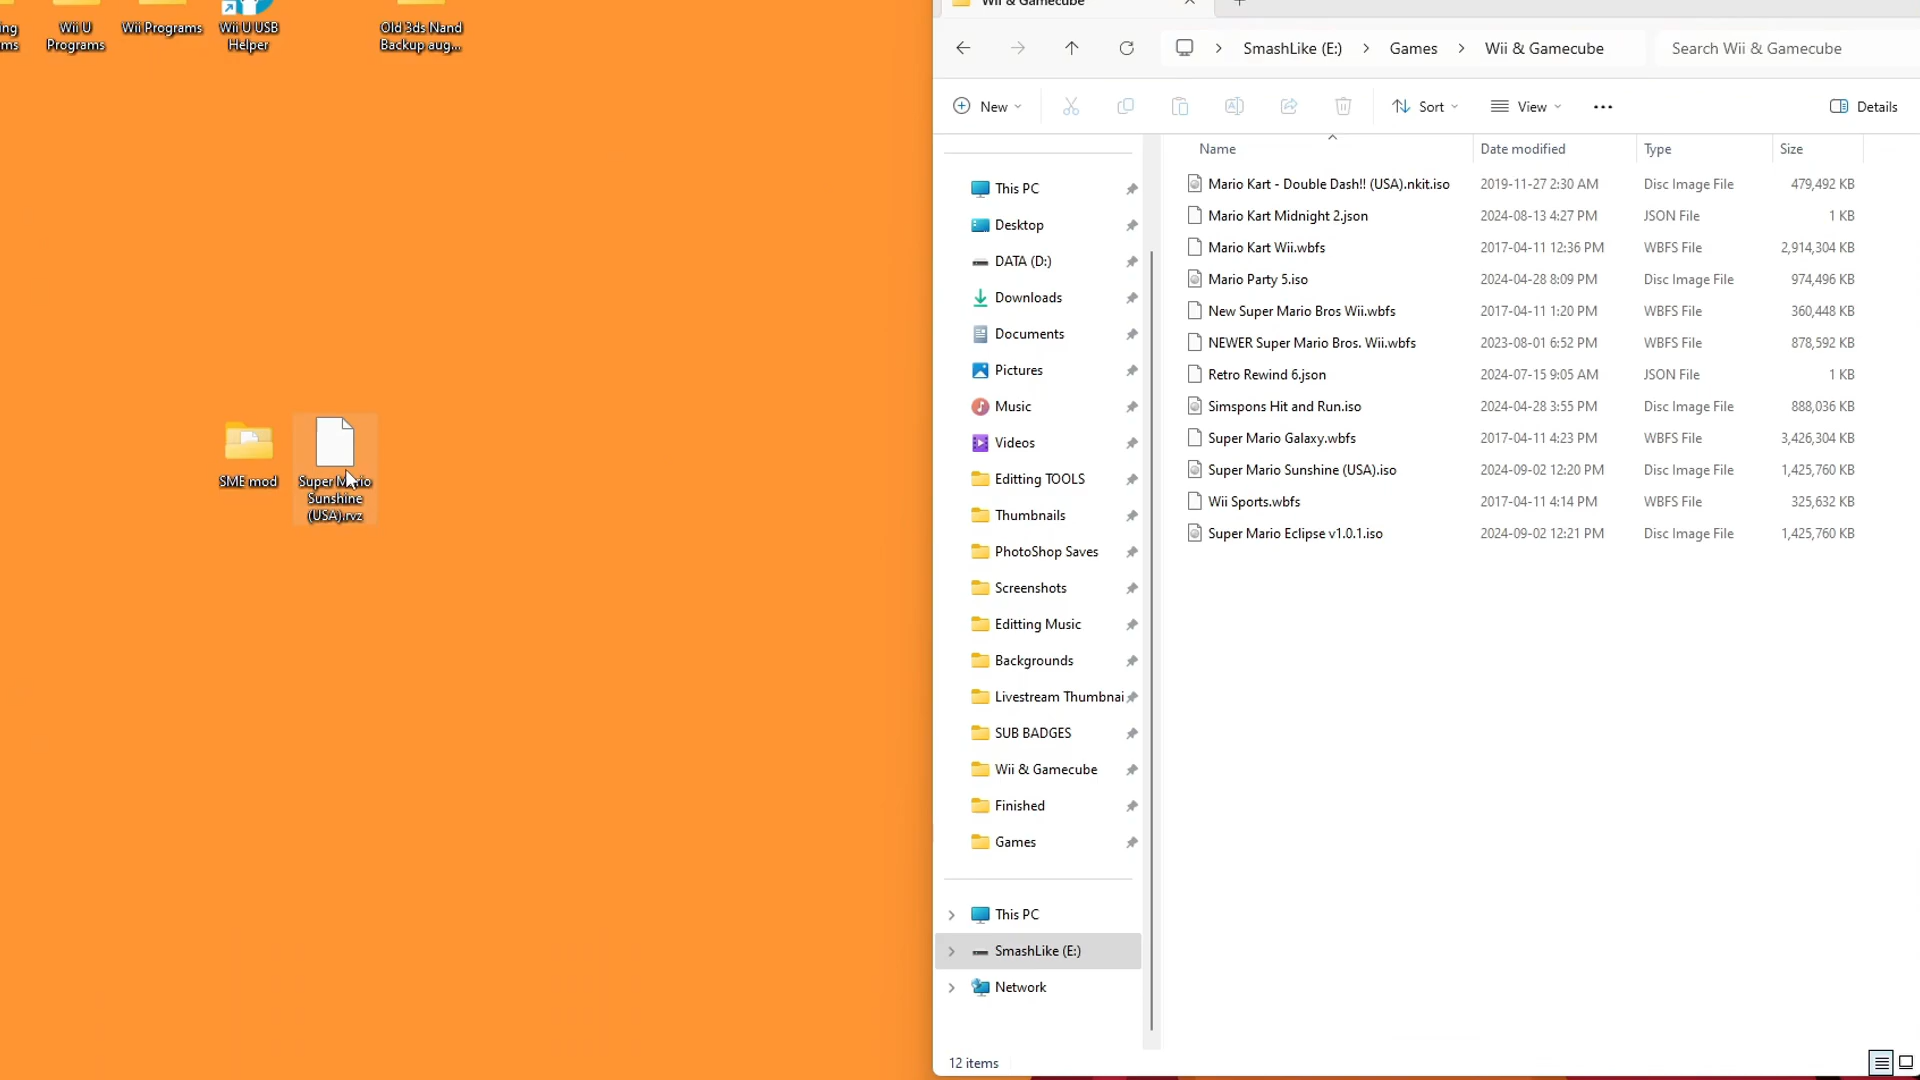 ing
ms
Wii U
Programs
Wii Programs
Wii U USB
Helper
Old 3ds Nand
Backup aug...
SME mod
Super Mario
Sunshine
(USA).rvz
Wii & Gamecube
SmashLike (E:) > Games > Wii & Gamecube
Search Wii & Gamecube
New
Sort
View
Details
Name Date modified Type Size
Mario Kart - Double Dash!! (USA).nkit.iso 2019-11-27 2:30 AM Disc Image File 479,492 KB
Mario Kart Midnight 2.json 2024-08-13 4:27 PM JSON File 1 KB
Mario Kart Wii.wbfs 2017-04-11 12:36 PM WBFS File 2,914,304 KB
Mario Party 5.iso 2024-04-28 8:09 PM Disc Image File 974,496 KB
New Super Mario Bros Wii.wbfs 2017-04-11 1:20 PM WBFS File 360,448 KB
NEWER Super Mario Bros. Wii.wbfs 2023-08-01 6:52 PM WBFS File 878,592 KB
Retro Rewind 6.json 2024-07-15 9:05 AM JSON File 1 KB
Simspons Hit and Run.iso 2024-04-28 3:55 PM Disc Image File 888,036 KB
Super Mario Galaxy.wbfs 2017-04-11 4:23 PM WBFS File 3,426,304 KB
Super Mario Sunshine (USA).iso 2024-09-02 12:20 PM Disc Image File 1,425,760 KB
Wii Sports.wbfs 2017-04-11 4:14 PM WBFS File 325,632 KB
Super Mario Eclipse v1.0.1.iso 2024-09-02 12:21 PM Disc Image File 1,425,760 KB
This PC
Desktop
DATA (D:)
Downloads
Documents
Pictures
Music
Videos
Editting TOOLS
Thumbnails
PhotoShop Saves
Screenshots
Editting Music
Backgrounds
Livestream Thumbnai
SUB BADGES
Wii & Gamecube
Finished
Games
This PC
SmashLike (E:)
Network
12 items